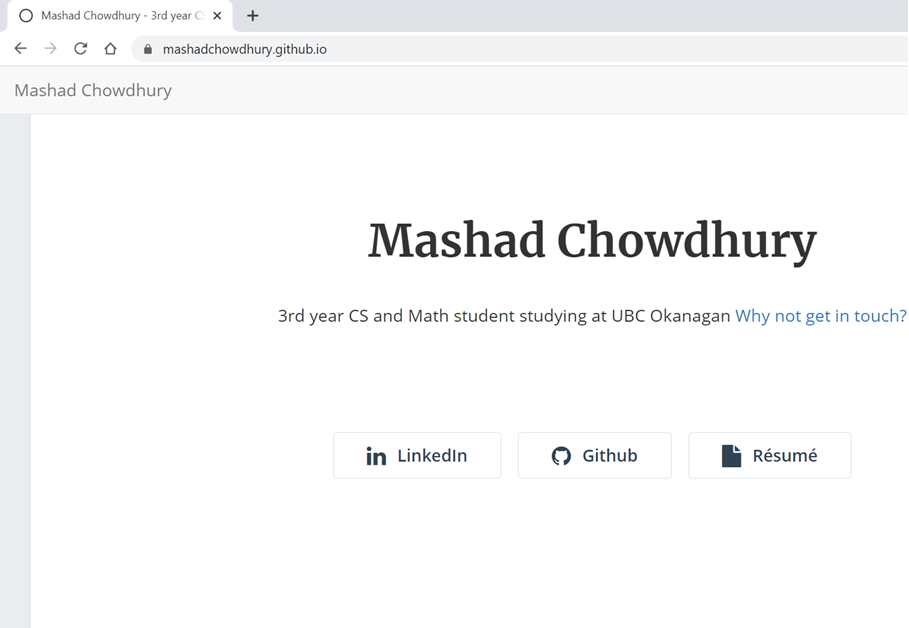 Mashad Chowdhury - 3rd year CS
mashadchowdhury.github.io
Mashad Chowdhury
Mashad Chowdhury
3rd year CS and Math student studying at UBC Okanagan Why not get in touch?
LinkedIn Github Résumé